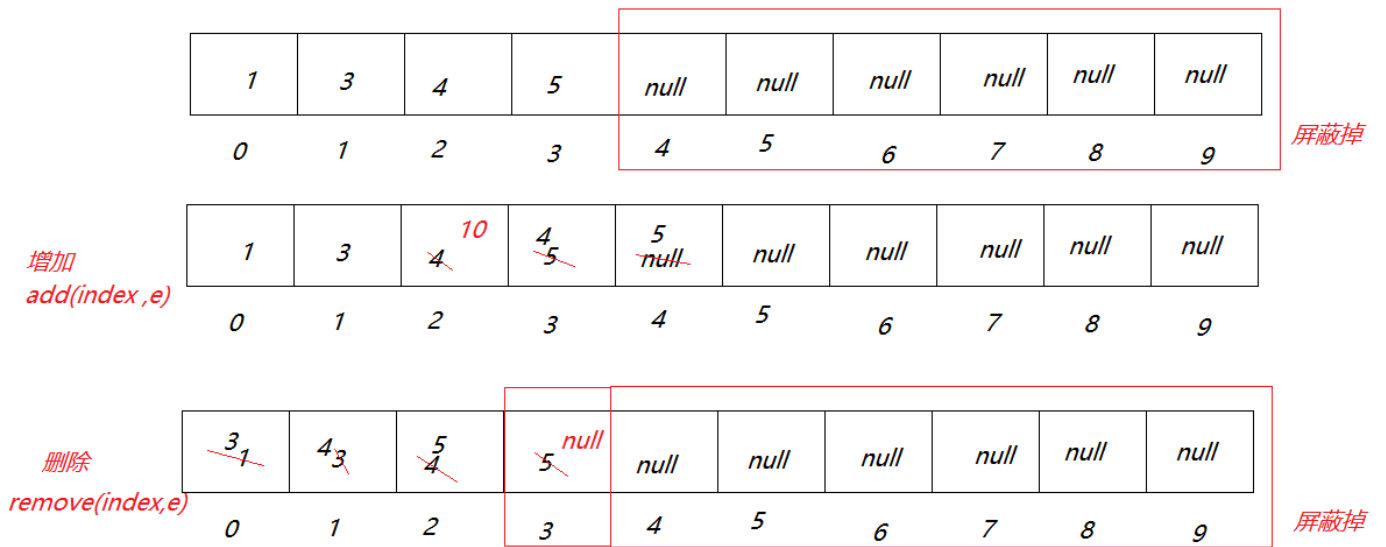 1 3 4 5 null null null null null null
屏蔽掉
0 1 2 3 4 5 6 7 8 9
10
4 5
1 3 4 5 null null null null null null
增加
add(index ,e)
0 1 2 3 4 5 6 7 8 9
3 4 5 null
1 3 4 5 null null null null null null
删除
remove(index,e)
0 1 2 3 4 5 6 7 8 9
屏蔽掉